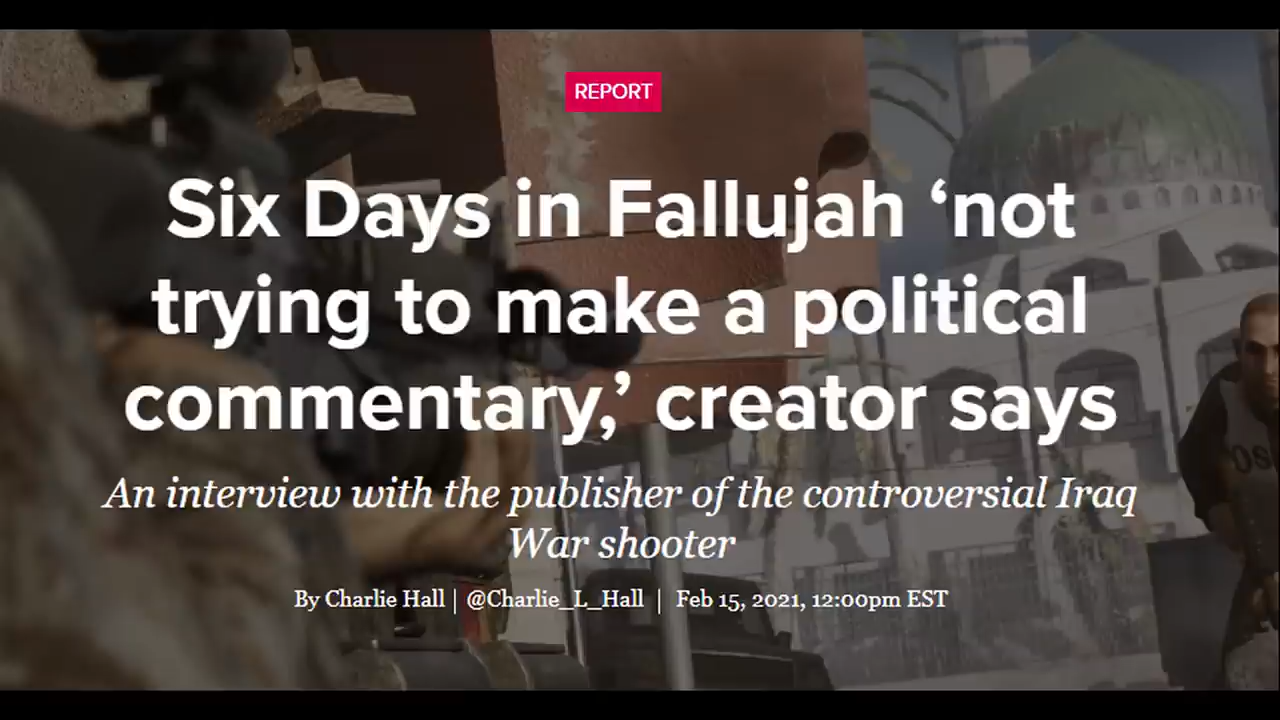 REPORT
Six Days in Fallujah ‘not
trying to make a political
commentary,’ creator says
An interview with the publisher of the controversial Iraq
War shooter
By Charlie Hall | @Charlie_L_Hall | Feb 15, 2021, 12:00pm EST